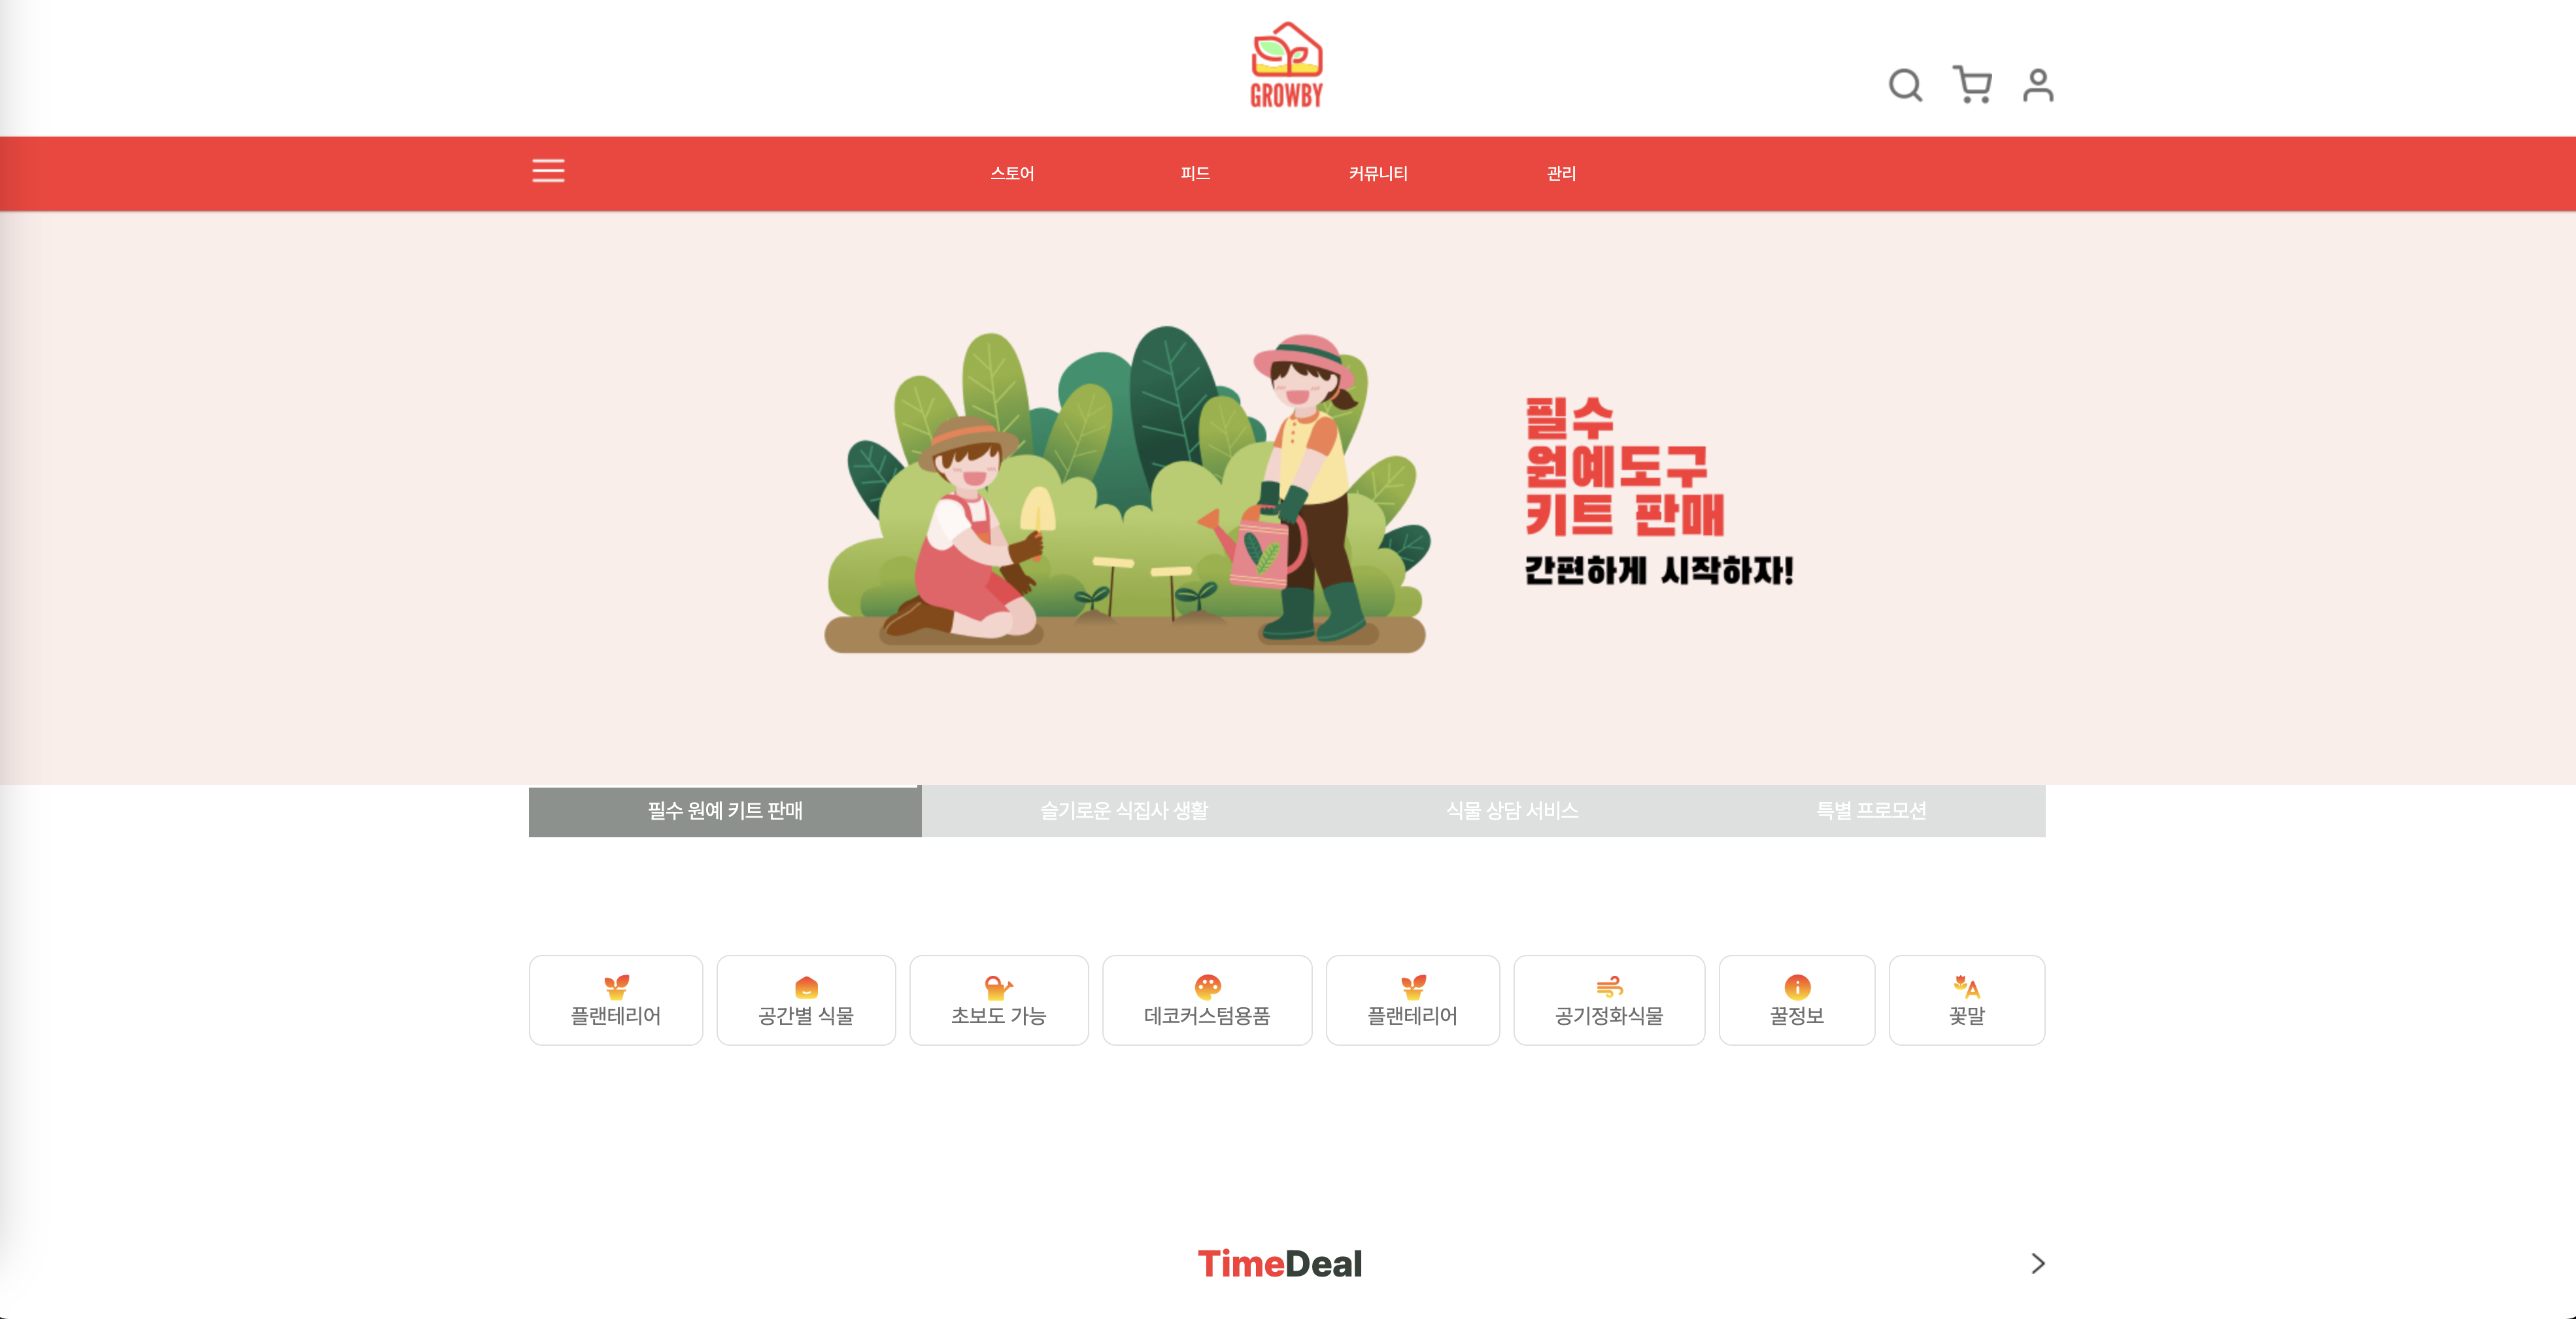 GROWBY
스토어 피드 커뮤니티 관리
필수
원예도구
키트 판매
간편하게 시작하자!
필수 원예 키트 판매 슬기로운 식집사 생활 식물 상담 서비스 특별 프로모션
플랜테리어 공간별 식물 초보도 가능 데코커스텀용품 플랜테리어 공기정화식물 꿀정보 꽃말
TimeDeal